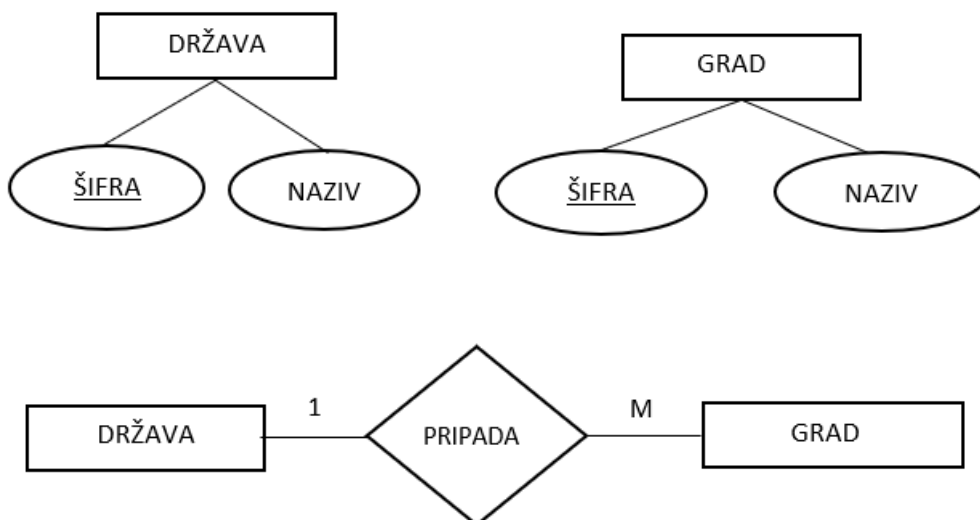 DRŽAVA
GRAD
ŠIFRA
NAZIV
ŠIFRA
NAZIV
DRŽAVA
1
PRIPADA
M
GRAD